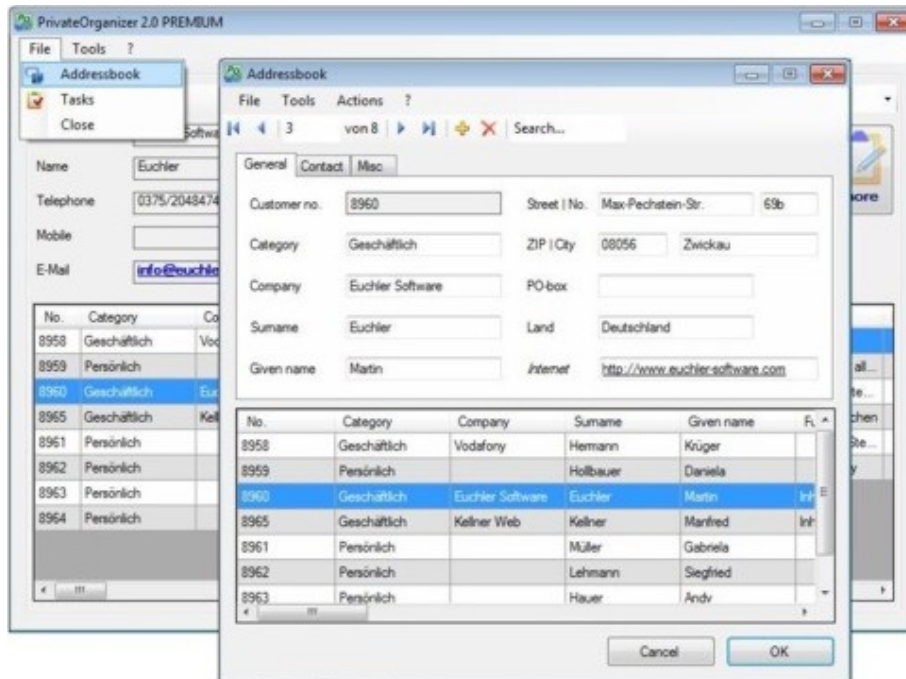 PrivateOrganizer 2.0 PREMIUM
File Tools ?
Addressbook
Tasks
Close
Name Euchler
Telephone 0375/2048474
Mobile
E-Mail info@euchle
No. Category Co
8958 Geschäftlich
8959 Persönlich
8960 Geschäftlich
8965 Geschäftlich
8961 Persönlich
8962 Persönlich
8963 Persönlich
8964 Persönlich
Addressbook
File Tools Actions ?
3 von 8 Search...
General Contact Misc
Customer no. 8960 Street | No. Max-Pechstein-Str. 69b
Category Geschäftlich ZIP | City 08056 Zwickau
Company Euchler Software PO-box
Surname Euchler Land Deutschland
Given name Martin Internet http://www.euchler-software.com
No. Category Company Surname Given name
8958 Geschäftlich Vodafony Hermann Krüger
8959 Persönlich Hollbauer Daniela
8960 Geschäftlich Euchler Software Euchler Martin
8965 Geschäftlich Kellner Web Kellner Manfred
8961 Persönlich Müller Gabriela
8962 Persönlich Lehmann Siegfried
8963 Persönlich Hauer Andy
Cancel OK